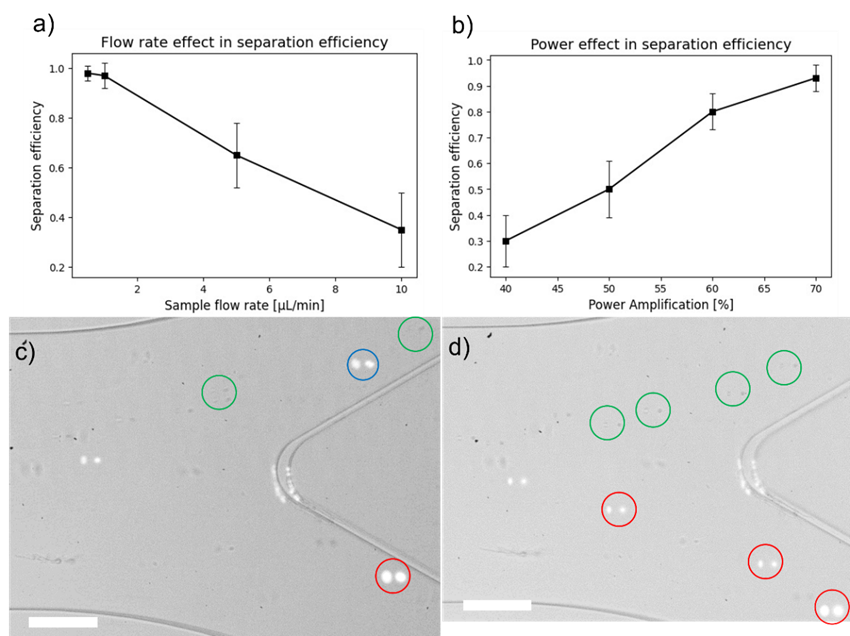 a)
Flow rate effect in separation efficiency
1.0
0.8
0.6
0.4
0.2
Separation efficiency
2
4
6
8
10
Sample flow rate [µL/min]
b)
Power effect in separation efficiency
1.0
0.9
0.8
0.7
0.6
0.5
0.4
0.3
0.2
Separation efficiency
40
45
50
55
60
65
70
Power Amplification [%]
c)
d)